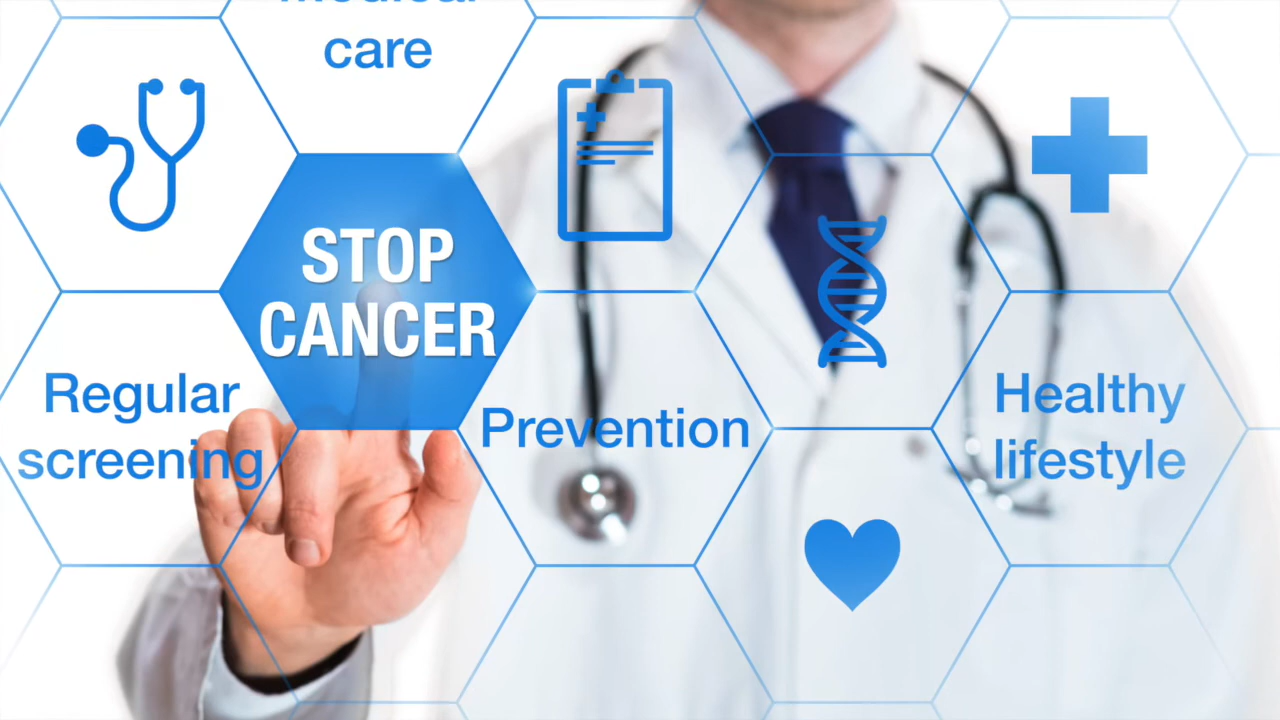 care
STOP
CANCER
Regular
screening
Prevention
Healthy
lifestyle